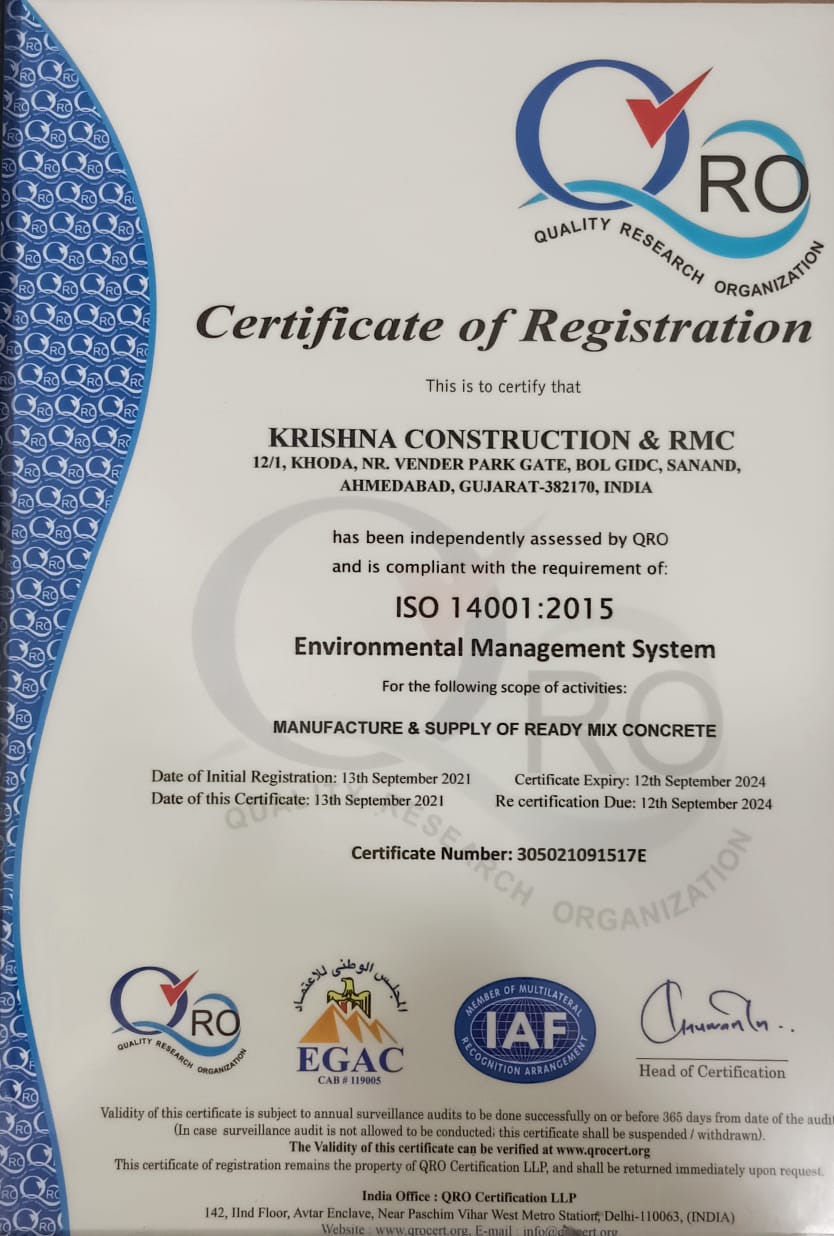 QRO
QUALITY RESEARCH ORGANIZATION
Certificate of Registration
This is to certify that
KRISHNA CONSTRUCTION & RMC
12/1, KHODA, NR. VENDER PARK GATE, BOL GIDC, SANAND,
AHMEDABAD, GUJARAT-382170, INDIA
has been independently assessed by QRO
and is compliant with the requirement of:
ISO 14001:2015
Environmental Management System
For the following scope of activities:
MANUFACTURE & SUPPLY OF READY MIX CONCRETE
Date of Initial Registration: 13th September 2021 Certificate Expiry: 12th September 2024
Date of this Certificate: 13th September 2021 Re certification Due: 12th September 2024
QRO
QUALITY RESEARCH ORGANIZATION
Certificate Number: 305021091517E
QRO
QUALITY RESEARCH ORGANIZATION
المجلس الوطنى للاعتماد
EGAC
CAB # 119005
MEMBER OF MULTILATERAL
IAF
RECOGNITION ARRANGEMENT
Head of Certification
Validity of this certificate is subject to annual surveillance audits to be done successfully on or before 365 days from date of the audit
(In case surveillance audit is not allowed to be conducted; this certificate shall be suspended / withdrawn).
The Validity of this certificate can be verified at www.qrocert.org
This certificate of registration remains the property of QRO Certification LLP, and shall be returned immediately upon request.
India Office : QRO Certification LLP
142, IInd Floor, Avtar Enclave, Near Paschim Vihar West Metro Station, Delhi-110063, (INDIA)
Website : www.qrocert.org, E-mail : info@qrocert.org